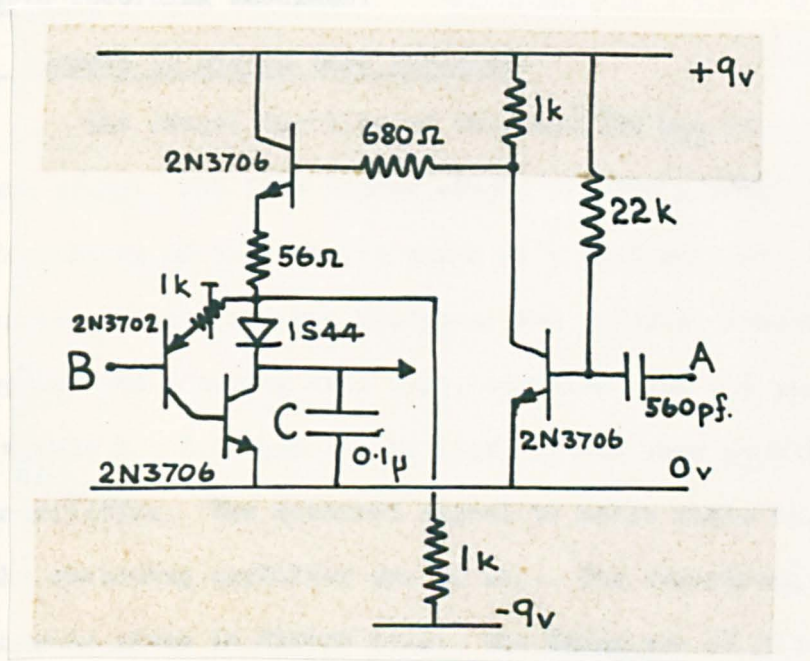 +9v
1k
680Ω
2N3706
22k
56Ω
1k
2N3702
1S44
B
A
560pf.
C
2N3706
0.1μ
2N3706
0v
1k
-9v